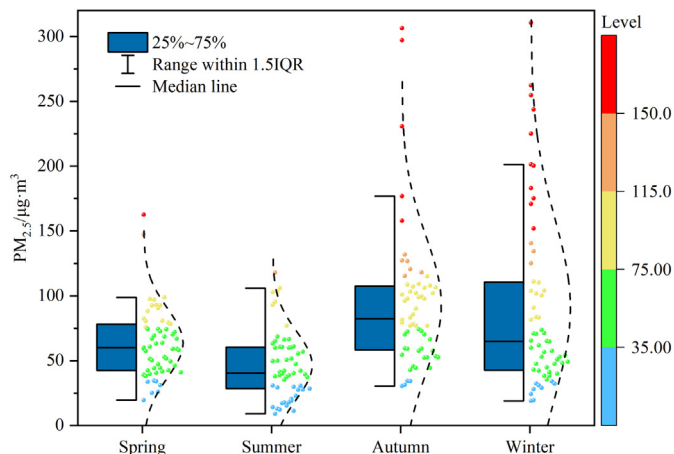 Level
300
250
200
150
100
50
0
PM2.5/μg·m3
25%~75%
Range within 1.5IQR
Median line
150.0
115.0
75.00
35.00
Spring
Summer
Autumn
Winter